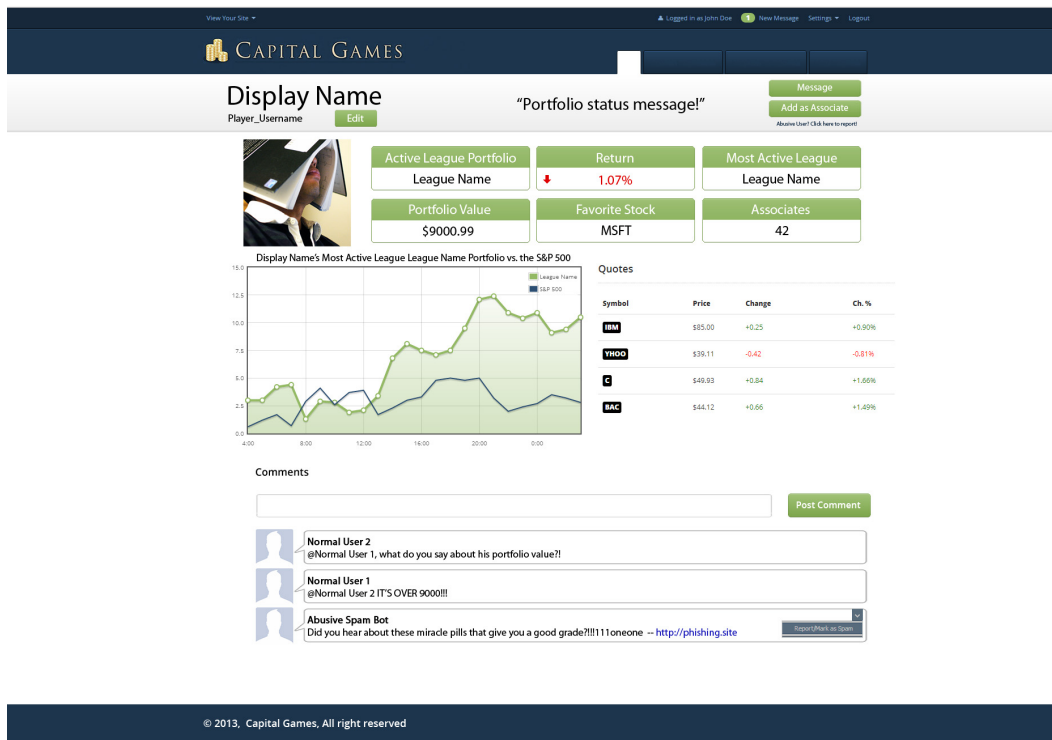 View Your Site
Logged in as John Doe 1 New Message Settings Logout
CAPITAL GAMES
Display Name
Player_Username
Edit
“Portfolio status message!”
Message
Add as Associate
Abusive User? Click here to report!
Active League Portfolio
League Name
Return
1.07%
Most Active League
League Name
Portfolio Value
$9000.99
Favorite Stock
MSFT
Associates
42
Display Name's Most Active League League Name Portfolio vs. the S&P 500
League Name
S&P 500
15.0
12.5
10.0
7.5
5.0
2.5
0.0
4:00 8:00 12:00 16:00 20:00 0:00
Quotes
Symbol Price Change Ch. %
IBM $85.00 +0.25 +0.90%
YHOO $39.11 -0.42 -0.81%
C $49.93 +0.84 +1.66%
BAC $44.12 +0.66 +1.49%
Comments
Post Comment
Normal User 2
@Normal User 1, what do you say about his portfolio value?!
Normal User 1
@Normal User 2 IT'S OVER 9000!!!
Abusive Spam Bot
Did you hear about these miracle pills that give you a good grade?!!!111oneone -- http://phishing.site
Report/Mark as Spam
© 2013, Capital Games, All right reserved